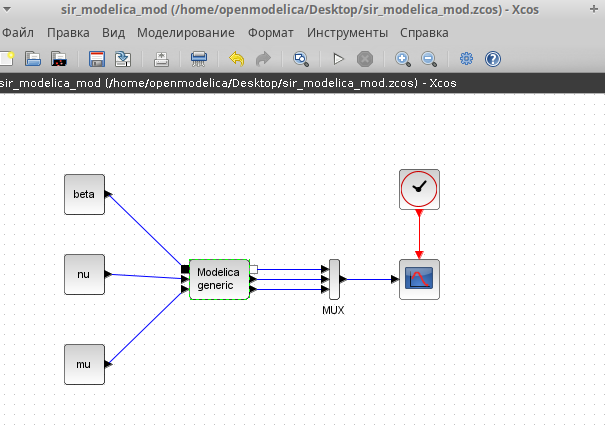 sir_modelica_mod (/home/openmodelica/Desktop/sir_modelica_mod.zcos) - Xcos
Файл Правка Вид Моделирование Формат Инструменты Справка
sir_modelica_mod (/home/openmodelica/Desktop/sir_modelica_mod.zcos) - Xcos
beta
nu
Modelica
generic
MUX
mu